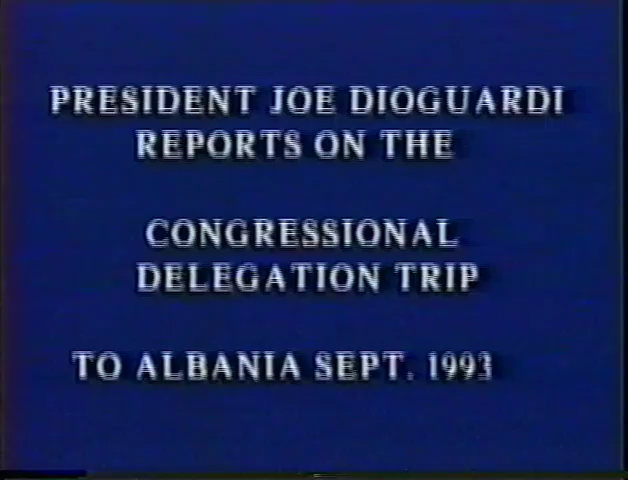 PRESIDENT JOE DIOGUARDI
REPORTS ON THE
CONGRESSIONAL
DELEGATION TRIP
TO ALBANIA SEPT. 1993